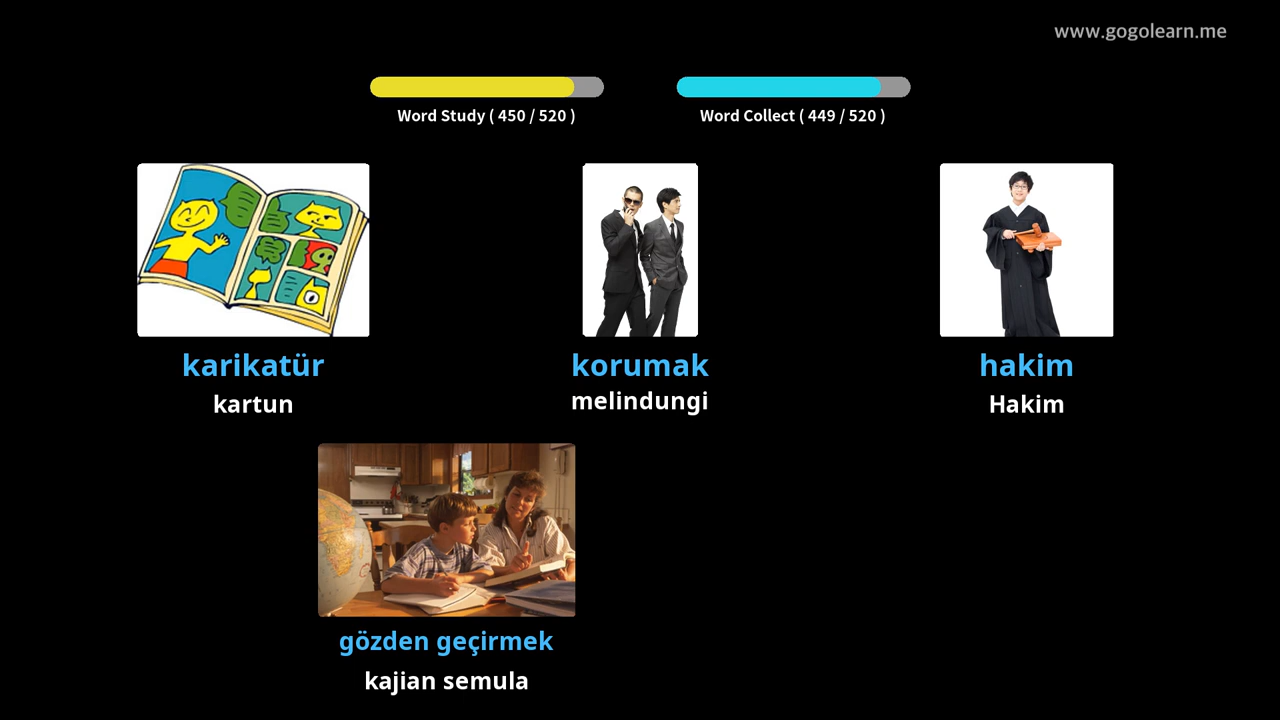 www.gogolearn.me
Word Study ( 450 / 520 )
Word Collect ( 449 / 520 )
karikatür
kartun
korumak
melindungi
hakim
Hakim
gözden geçirmek
kajian semula